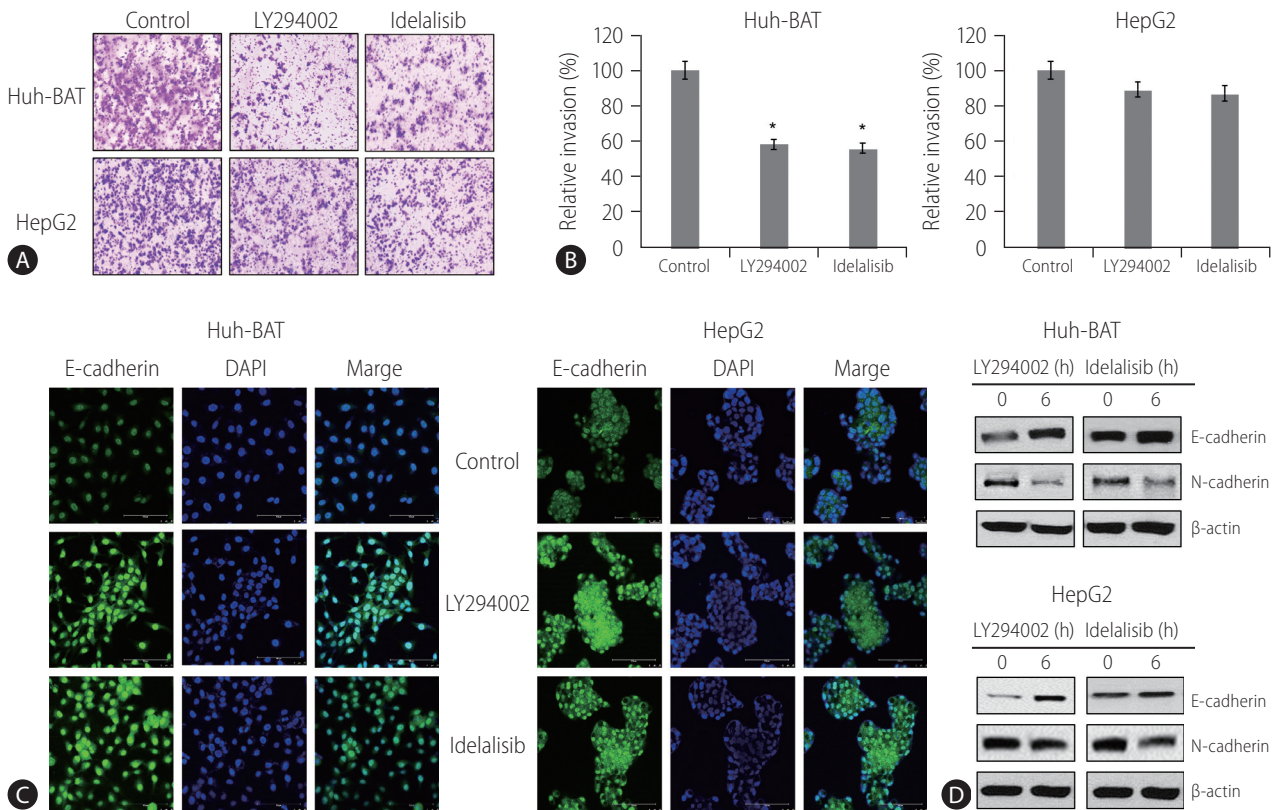 Control LY294002 Idelalisib
Huh-BAT
HepG2
A
Huh-BAT
Relative invasion (%)
120
100
80
60
40
20
0
* *
Control LY294002 Idelalisib
B
HepG2
Relative invasion (%)
120
100
80
60
40
20
0
Control LY294002 Idelalisib
Huh-BAT
E-cadherin DAPI Marge
HepG2
E-cadherin DAPI Marge
Control
LY294002
Idelalisib
C
Huh-BAT
LY294002 (h) Idelalisib (h)
0 6 0 6
E-cadherin
N-cadherin
β-actin
HepG2
LY294002 (h) Idelalisib (h)
0 6 0 6
E-cadherin
N-cadherin
β-actin
D